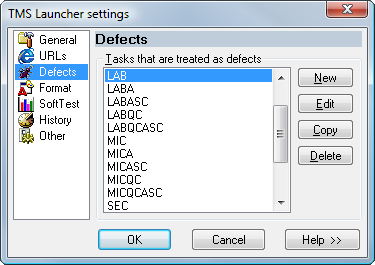 TMS Launcher settings
General
URLs
Defects
Format
SoftTest
History
Other
Defects
Tasks that are treated as defects
LAB
LABA
LABASC
LABQC
LABQCASC
MIC
MICA
MICASC
MICQC
MICQCASC
SEC
New
Edit
Copy
Delete
OK
Cancel
Help >>